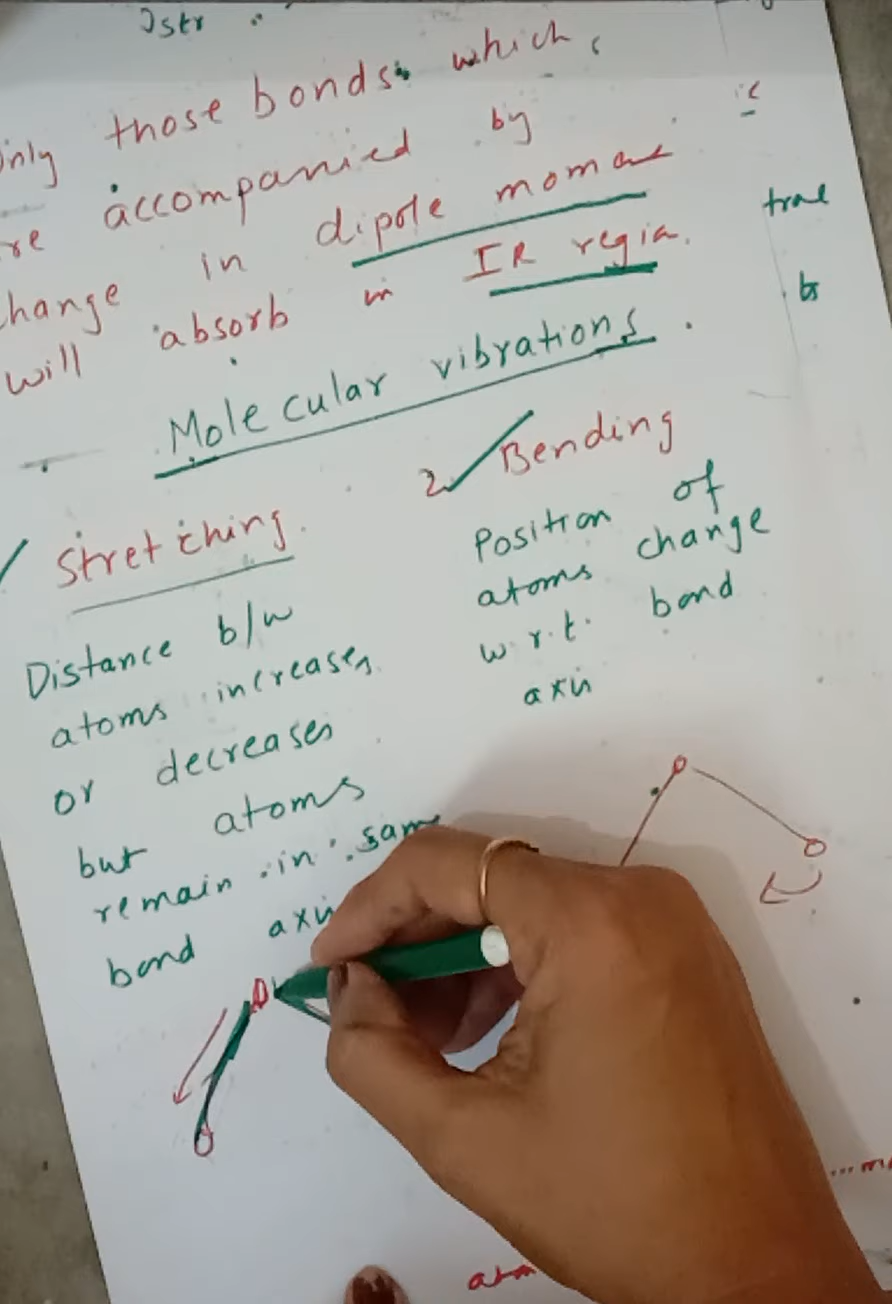 those bonds which
accompanied by
change in dipole moment
will absorb in IR region.
Molecular vibrations.
Stretching.
Distance b/w
atoms increases
or decreases
but atoms
remain in same
bond axis
2 Bending
Position of
atoms change
w.r.t. bond
axis